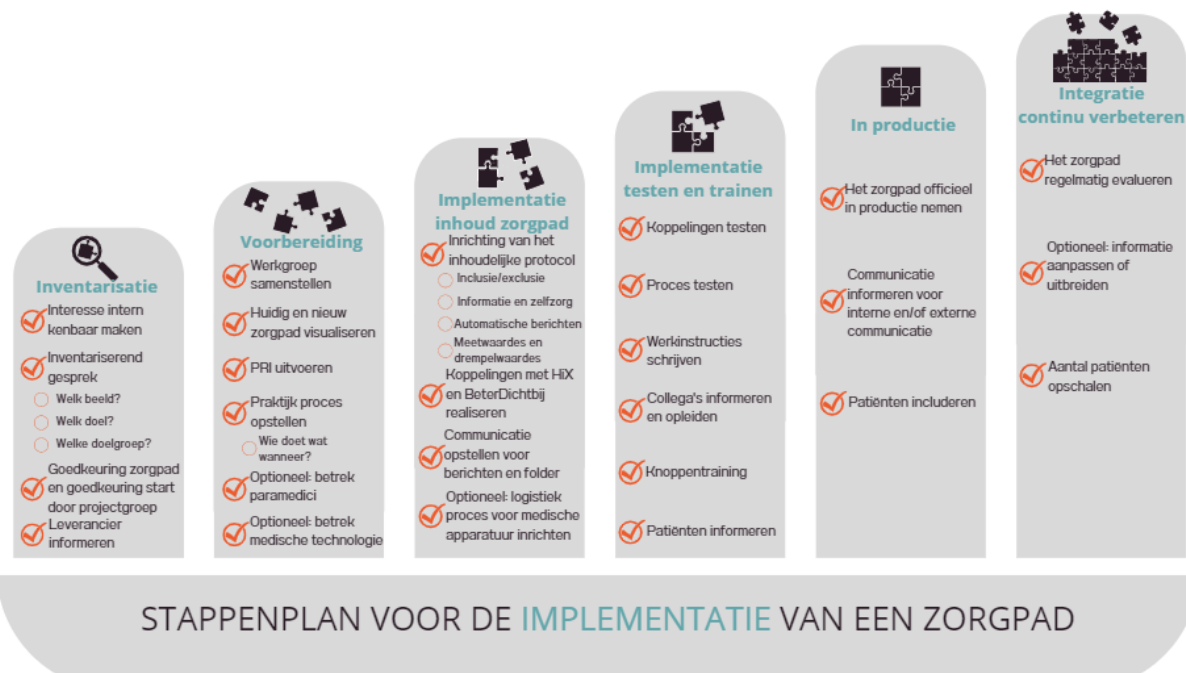 Inventarisatie
Interesse intern
kenbaar maken
Inventariserend
gesprek
Welk beeld?
Welk doel?
Welke doelgroep?
Goedkeuring zorgpad
en goedkeuring start
door projectgroep
Leverancier
informeren
Voorbereiding
Werkgroep
samenstellen
Huidig en nieuw
zorgpad visualiseren
PRI uitvoeren
Praktijk proces
opstellen
Wie doet wat
wanneer?
Optioneel: betrek
paramedici
Optioneel: betrek
medische technologie
Implementatie
inhoud zorgpad
Inrichting van het
inhoudelijke protocol
Inclusie/exclusie
Informatie en zelfzorg
Automatische berichten
Meetwaardes en
drempelwaardes
Koppelingen met HiX
en BeterDichtbij
realiseren
Communicatie
opstellen voor
berichten en folder
Optioneel: logistiek
proces voor medische
apparatuur inrichten
Implementatie
testen en trainen
Koppelingen testen
Proces testen
Werkinstructies
schrijven
Collega's informeren
en opleiden
Knoppentraining
Patiënten informeren
In productie
Het zorgpad officieel
in productie nemen
Communicatie
informeren voor
interne en/of externe
communicatie
Patiënten includeren
Integratie
continu verbeteren
Het zorgpad
regelmatig evalueren
Optioneel: informatie
aanpassen of
uitbreiden
Aantal patiënten
opschalen
STAPPENPLAN VOOR DE IMPLEMENTATIE VAN EEN ZORGPAD